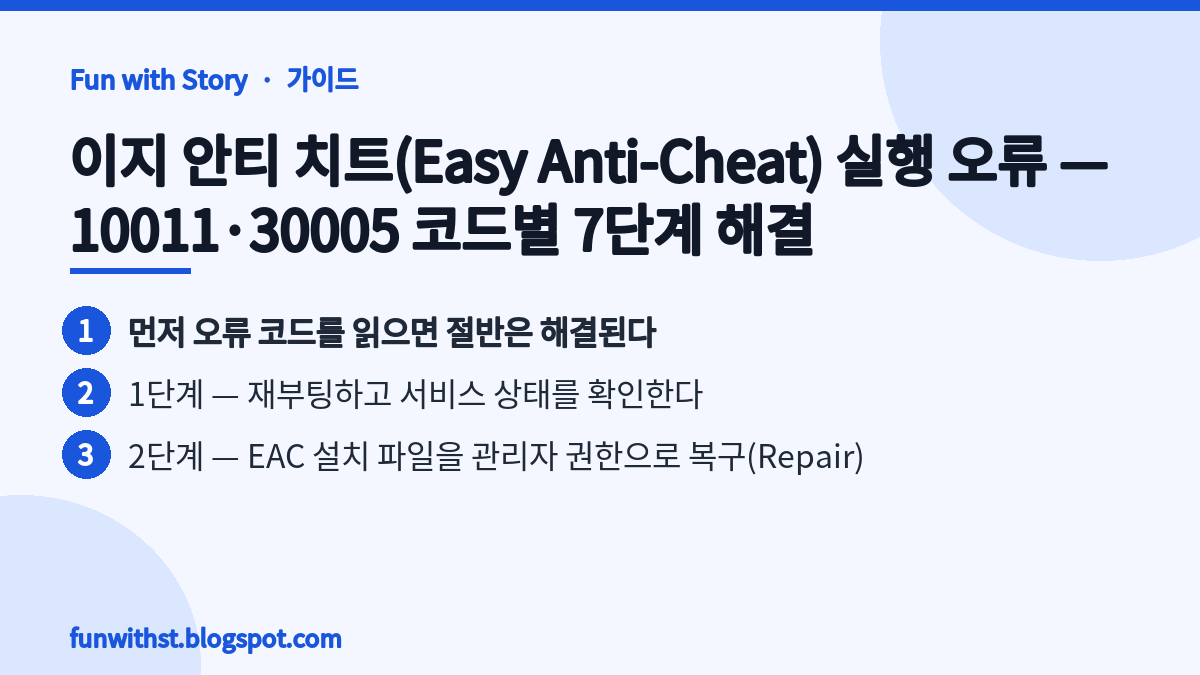 Fun with Story · 가이드
이지 안티 치트(Easy Anti-Cheat) 실행 오류 —
10011·30005 코드별 7단계 해결
1 먼저 오류 코드를 읽으면 절반은 해결된다
2 1단계 — 재부팅하고 서비스 상태를 확인한다
3 2단계 — EAC 설치 파일을 관리자 권한으로 복구(Repair)
funwithst.blogspot.com